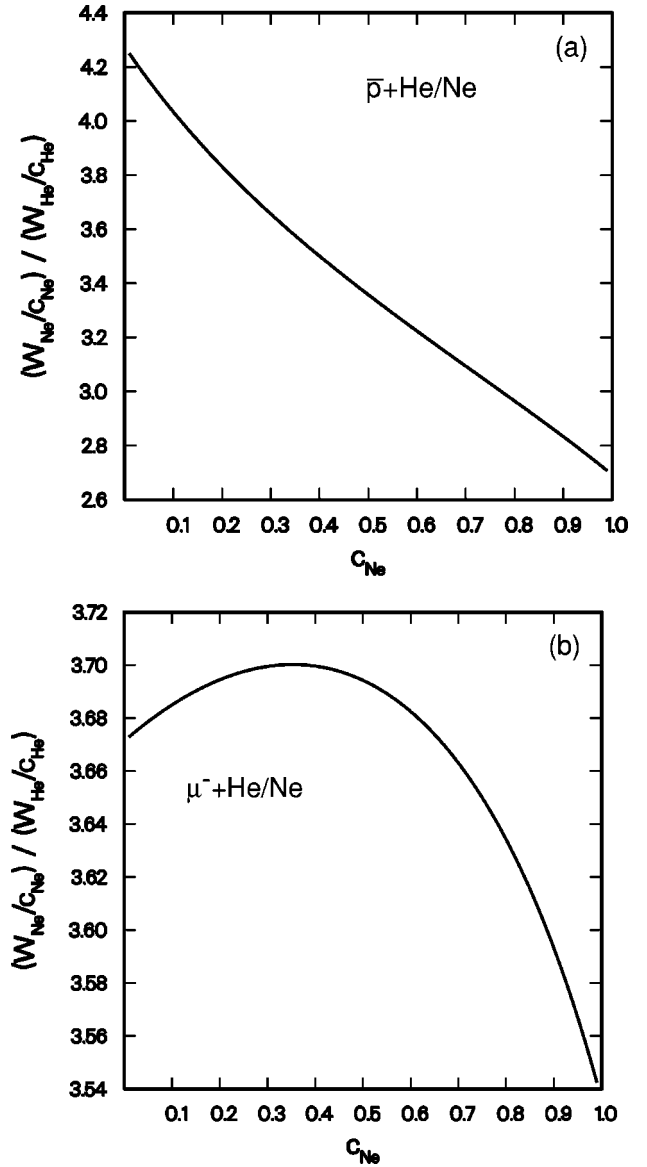 (a)
p̅+He/Ne
(W_Ne/c_Ne) / (W_He/c_He)
4.4
4.2
4.0
3.8
3.6
3.4
3.2
3.0
2.8
2.6
0.1 0.2 0.3 0.4 0.5 0.6 0.7 0.8 0.9 1.0
c_Ne
(b)
μ⁻+He/Ne
(W_Ne/c_Ne) / (W_He/c_He)
3.72
3.70
3.68
3.66
3.64
3.62
3.60
3.58
3.56
3.54
0.1 0.2 0.3 0.4 0.5 0.6 0.7 0.8 0.9 1.0
c_Ne